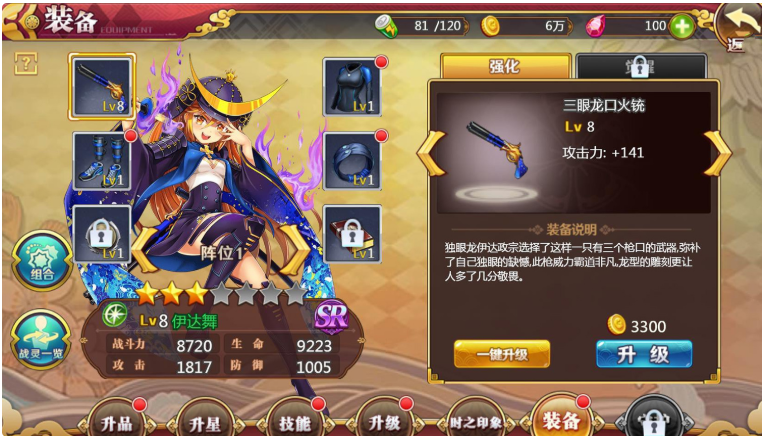 装备
EQUIPMENT
81 /120
6万
100
返
?
Lv8
Lv1
Lv1
Lv1
Lv1
Lv1
阵位1
组合
战灵一览
Lv8 伊达舞
SR
战斗力 8720 生命 9223
攻击 1817 防御 1005
强化
三眼龙口火铳
Lv 8
攻击力: +141
装备说明
独眼龙伊达政宗选择了这样一只有三个枪口的武器,弥补
了自己独眼的缺憾,此枪威力霸道非凡,龙型的雕刻更让
人多了几分敬畏。
3300
一键升级
升级
升品
升星
技能
升级
时之印象
装备